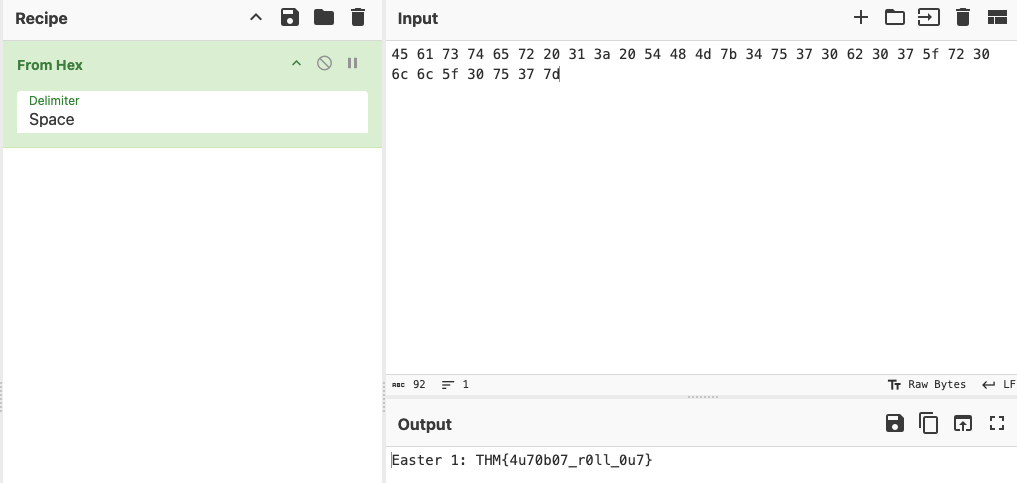 Recipe
From Hex
Delimiter
Space
Input
45 61 73 74 65 72 20 31 3a 20 54 48 4d 7b 34 75 37 30 62 30 37 5f 72 30
6c 6c 5f 30 75 37 7d
ABC 92 1
Tт Raw Bytes LF
Output
Easter 1: THM{4u70b07_r0ll_0u7}